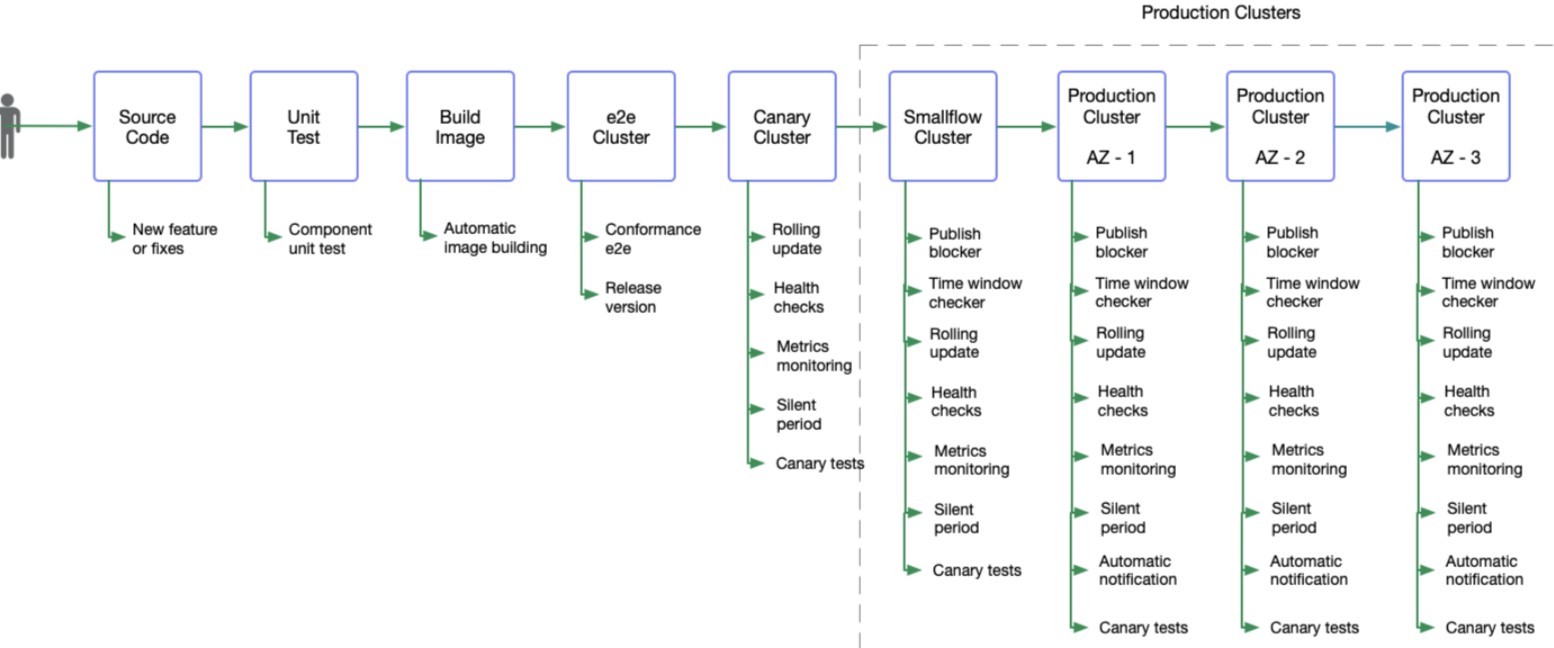 Production Clusters
Source
Code
Unit
Test
Build
Image
e2e
Cluster
Canary
Cluster
Smallflow
Cluster
Production
Cluster
AZ - 1
Production
Cluster
AZ - 2
Production
Cluster
AZ - 3
New feature
or fixes
Component
unit test
Automatic
image building
Conformance
e2e
Release
version
Rolling
update
Health
checks
Metrics
monitoring
Silent
period
Canary tests
Publish
blocker
Time window
checker
Rolling
update
Health
checks
Metrics
monitoring
Silent
period
Canary tests
Publish
blocker
Time window
checker
Rolling
update
Health
checks
Metrics
monitoring
Silent
period
Automatic
notification
Canary tests
Publish
blocker
Time window
checker
Rolling
update
Health
checks
Metrics
monitoring
Silent
period
Automatic
notification
Canary tests
Publish
blocker
Time window
checker
Rolling
update
Health
checks
Metrics
monitoring
Silent
period
Automatic
notification
Canary tests